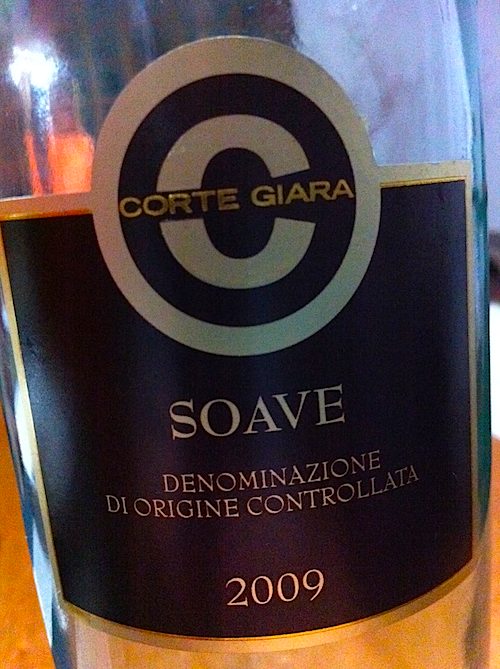 CORTE GIARA
SOAVE
DENOMINAZIONE
DI ORIGINE CONTROLLATA
2009